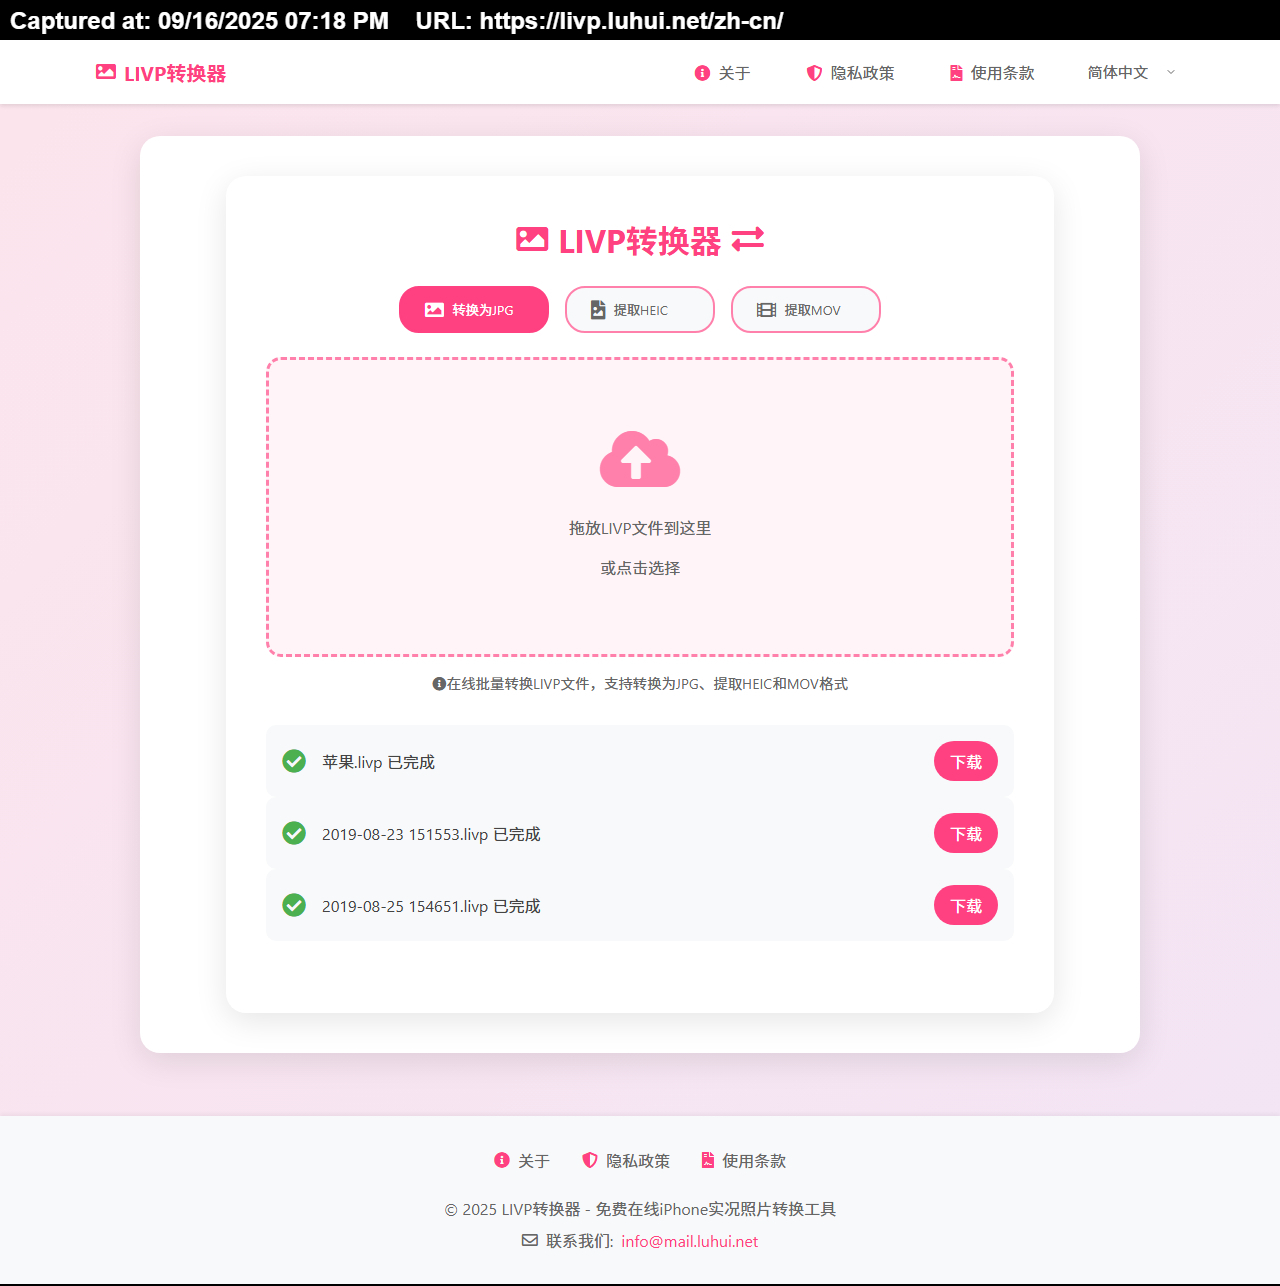 Captured at: 09/16/2025 07:18 PM    URL: https://livp.luhui.net/zh-cn/
LIVP转换器
关于
隐私政策
使用条款
简体中文
LIVP转换器
转换为JPG
提取HEIC
提取MOV
拖放LIVP文件到这里
或点击选择
在线批量转换LIVP文件，支持转换为JPG、提取HEIC和MOV格式
苹果.livp 已完成
下载
2019-08-23 151553.livp 已完成
下载
2019-08-25 154651.livp 已完成
下载
关于
隐私政策
使用条款
© 2025 LIVP转换器 - 免费在线iPhone实况照片转换工具
联系我们: info@mail.luhui.net